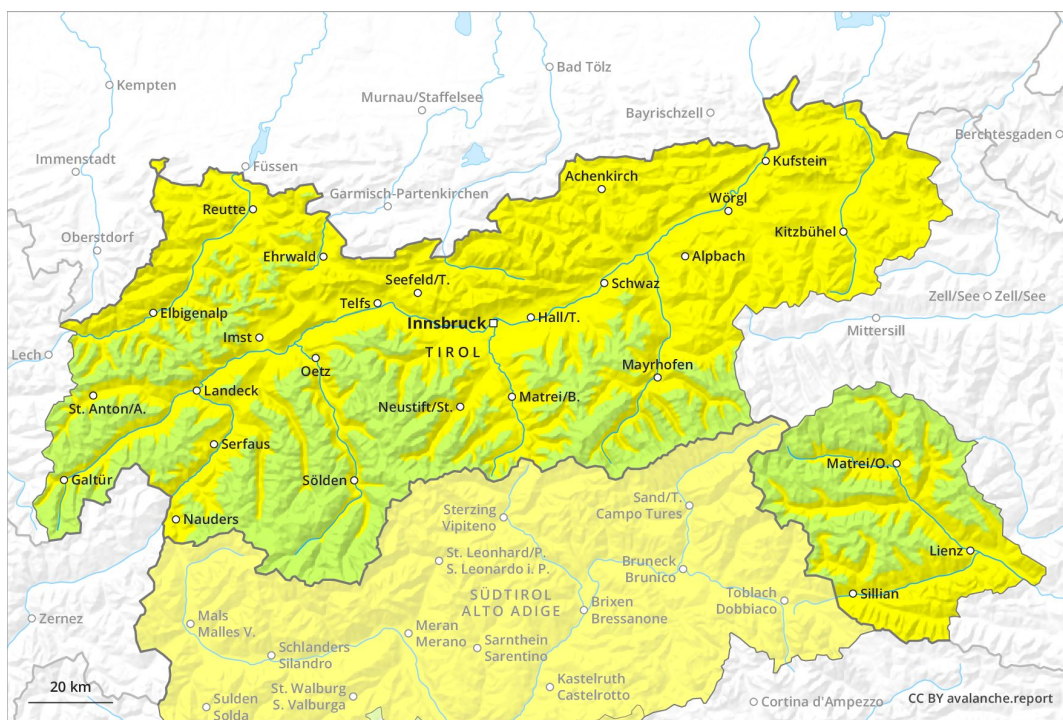 Kempten
Bad Tölz
Murnau/Staffelsee
Bayrischzell
Berchtesgaden
Immenstadt
Füssen
Kufstein
Garmisch-Partenkirchen
Achenkirch
Reutte
Wörgl
Oberstdorf
Kitzbühel
Ehrwald
Alpbach
Seefeld/T.
Schwaz
Zell/See
Zell/See
Telfs
Elbigenalp
Hall/T.
Innsbruck
Mittersill
Imst
Lech
TIROL
Oetz
Mayrhofen
Landeck
Matrei/B.
St. Anton/A.
Neustift/St.
Serfaus
Matrei/O.
Galtür
Sölden
Sand/T.
Campo Tures
Sterzing
Vipiteno
Nauders
Lienz
St. Leonhard/P.
S. Leonardo i. P.
Bruneck
Brunico
SÜDTIROL
ALTO ADIGE
Toblach
Dobbiaco
Sillian
Brixen
Bressanone
Zernez
Mals
Malles V.
Meran
Merano
Sarnthein
Sarentino
Schlanders
Silandro
Kastelruth
Castelrotto
20 km
St. Walburg
S. Valburga
Sulden
Solda
Cortina d'Ampezzo
CC BY avalanche.report